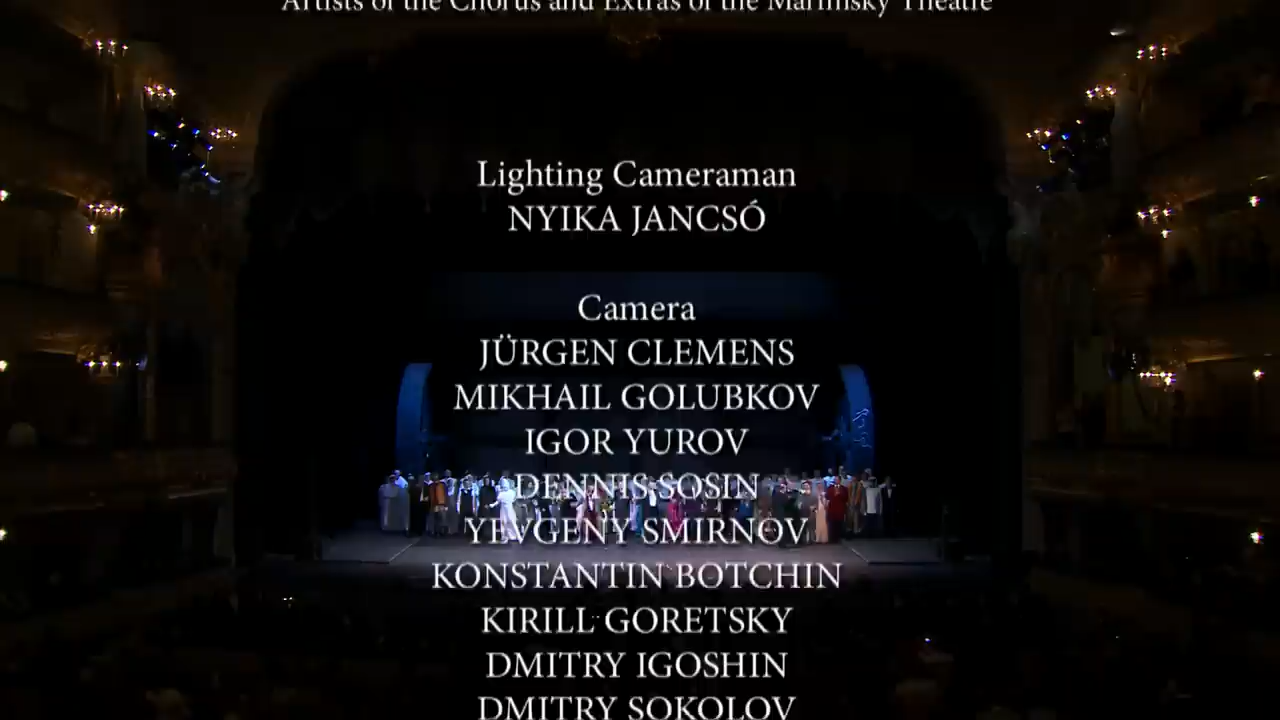 Artists of the Chorus and Extras of the Mariinsky Theatre
Lighting Cameraman
NYIKA JANCSÓ
Camera
JÜRGEN CLEMENS
MIKHAIL GOLUBKOV
IGOR YUROV
DENNIS SOSIN
YEVGENY SMIRNOV
KONSTANTIN BOTCHIN
KIRILL GORETSKY
DMITRY IGOSHIN
DMITRY SOKOLOV